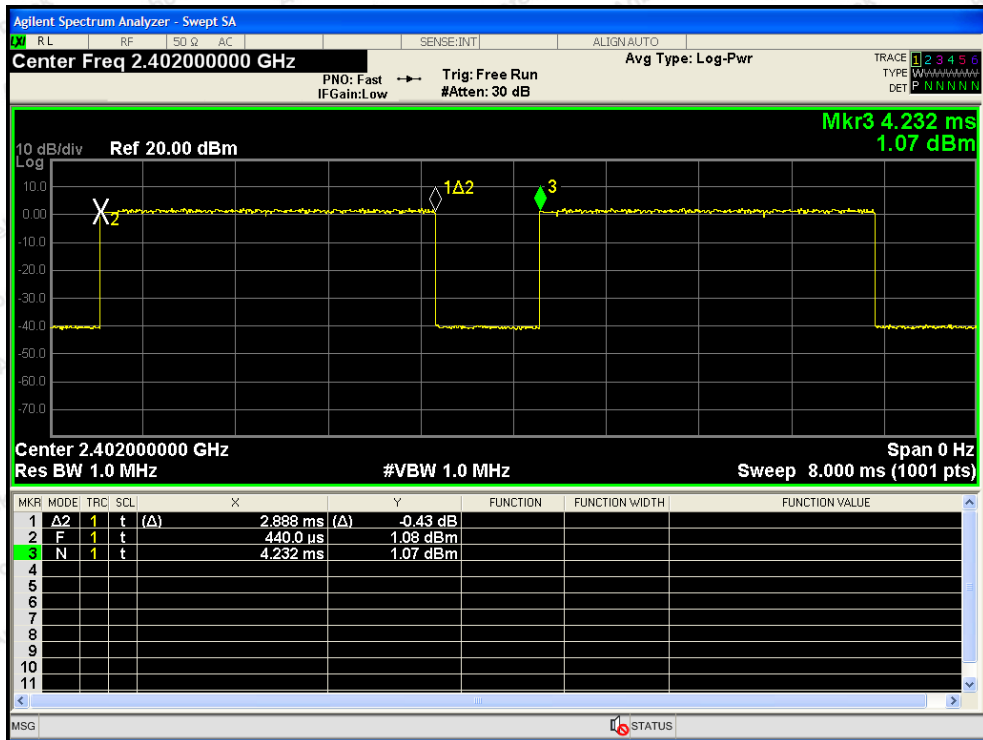 Agilent Spectrum Analyzer - Swept SA
LXI RL RF 50 Ω AC SENSE:INT ALIGNAUTO
Center Freq 2.402000000 GHz Avg Type: Log-Pwr TRACE 1 2 3 4 5 6
PNO: Fast Trig: Free Run TYPE WWWWWW
IFGain:Low #Atten: 30 dB DET P N N N N N
Mkr3 4.232 ms
10 dB/div Ref 20.00 dBm 1.07 dBm
Log
10.0
0.00
-10.0
-20.0
-30.0
-40.0
-50.0
-60.0
-70.0
2 1Δ2 3
Center 2.402000000 GHz Span 0 Hz
Res BW 1.0 MHz #VBW 1.0 MHz Sweep 8.000 ms (1001 pts)
MKR MODE TRC SCL X Y FUNCTION FUNCTION WIDTH FUNCTION VALUE
1 Δ2 1 t (Δ) 2.888 ms (Δ) -0.43 dB
2 F 1 t 440.0 µs 1.08 dBm
3 N 1 t 4.232 ms 1.07 dBm
4
5
6
7
8
9
10
11
MSG STATUS